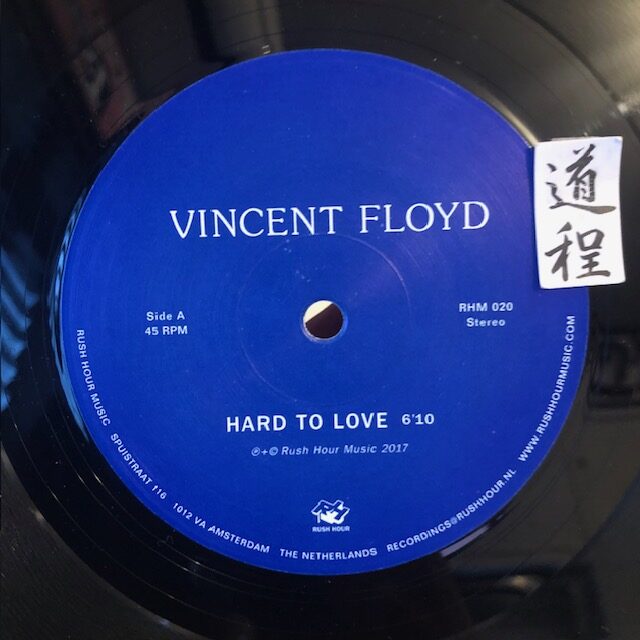 VINCENT FLOYD
道程
Side A
45 RPM
RHM 020
Stereo
HARD TO LOVE 6'10
℗+© Rush Hour Music 2017
RUSH HOUR
RUSH HOUR MUSIC SPUISTRAAT 116 1012 VA AMSTERDAM THE NETHERLANDS RECORDINGS@RUSHHOUR.NL WWW.RUSHHOURMUSIC.COM